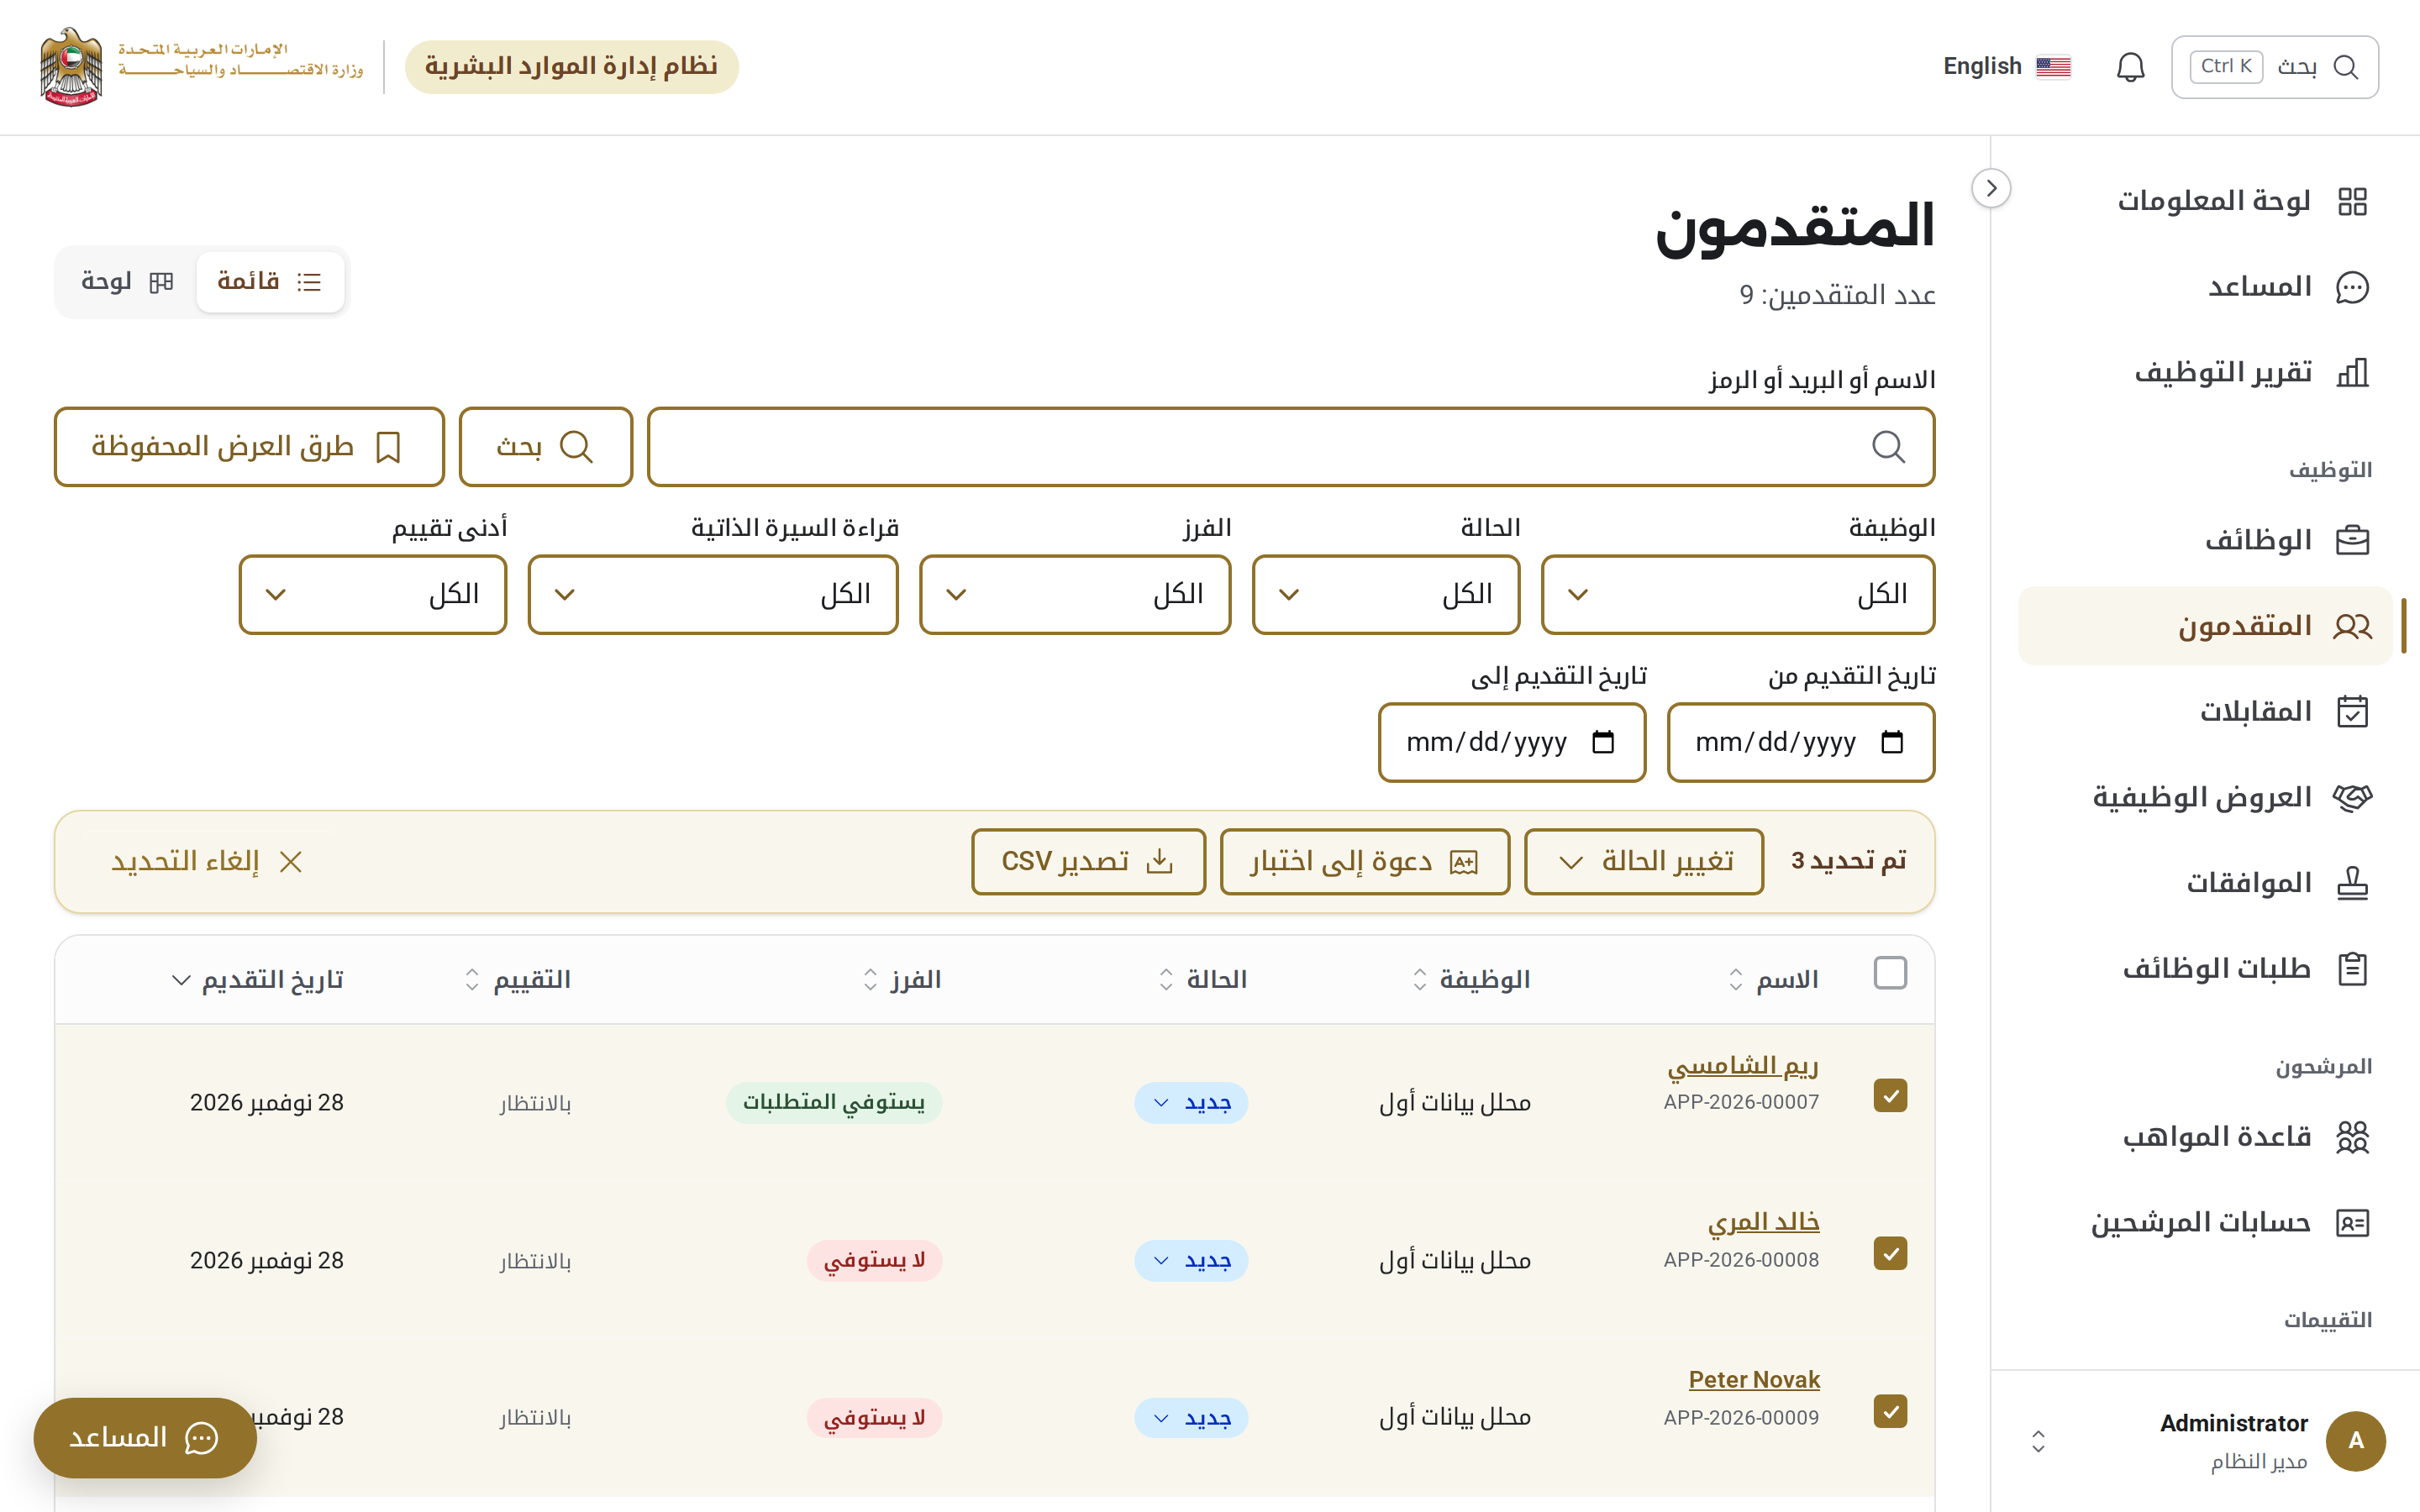 بحث Ctrl K
English
نظام إدارة الموارد البشرية
الإمارات العربية المتحدة
وزارة الاقتصاد والسياحة
لوحة المعلومات
المساعد
تقرير التوظيف
التوظيف
الوظائف
المتقدمون
المقابلات
العروض الوظيفية
الموافقات
طلبات الوظائف
المرشحون
قاعدة المواهب
حسابات المرشحين
التقييمات
A
Administrator
مدير النظام
المتقدمون
عدد المتقدمين: 9
قائمة لوحة
الاسم أو البريد أو الرمز
بحث طرق العرض المحفوظة
الوظيفة الحالة الفرز قراءة السيرة الذاتية أدنى تقييم
الكل الكل الكل الكل الكل
تاريخ التقديم من تاريخ التقديم إلى
mm/dd/yyyy mm/dd/yyyy
تم تحديد 3 تغيير الحالة دعوة إلى اختبار تصدير CSV إلغاء التحديد
الاسم الوظيفة الحالة الفرز التقييم تاريخ التقديم
ريم الشامسي
APP-2026-00007 محلل بيانات أول جديد يستوفي المتطلبات بالانتظار 28 نوفمبر 2026
خالد المري
APP-2026-00008 محلل بيانات أول جديد لا يستوفي بالانتظار 28 نوفمبر 2026
Peter Novak
APP-2026-00009 محلل بيانات أول جديد لا يستوفي بالانتظار 28 نوفمبر
المساعد